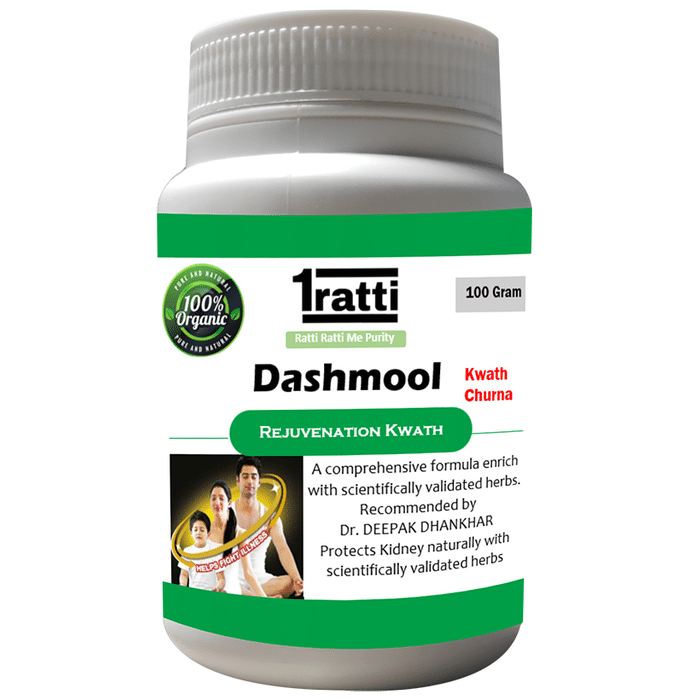 PURE AND NATURAL
100%
Organic
PURE AND NATURAL
1ratti
Ratti Ratti Me Purity
100 Gram
Dashmool
Kwath
Churna
REJUVENATION KWATH
HELPS FIGHT ILLNESS
A comprehensive formula enrich
with scientifically validated herbs.
Recommended by
Dr. DEEPAK DHANKHAR
Protects Kidney naturally with
scientifically validated herbs